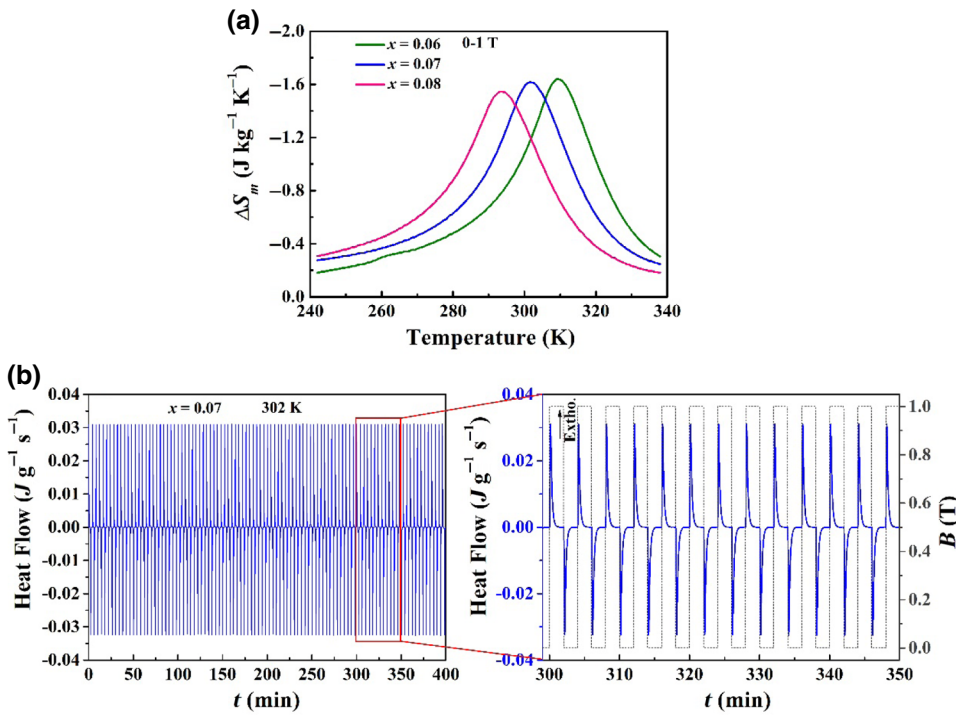 (a)
−2.0
−1.6
−1.2
−0.8
−0.4
0.0
ΔSm (J kg−1 K−1)
x = 0.06 0-1 T
x = 0.07
x = 0.08
240 260 280 300 320 340
Temperature (K)
(b)
x = 0.07 302 K
0.04
0.03
0.02
0.01
0.00
-0.01
-0.02
-0.03
-0.04
Heat Flow (J g−1 s−1)
0 50 100 150 200 250 300 350 400
t (min)
Extho.
0.04
0.02
0.00
-0.02
-0.04
Heat Flow (J g−1 s−1)
1.0
0.8
0.6
0.4
0.2
0.0
B (T)
300 310 320 330 340 350
t (min)